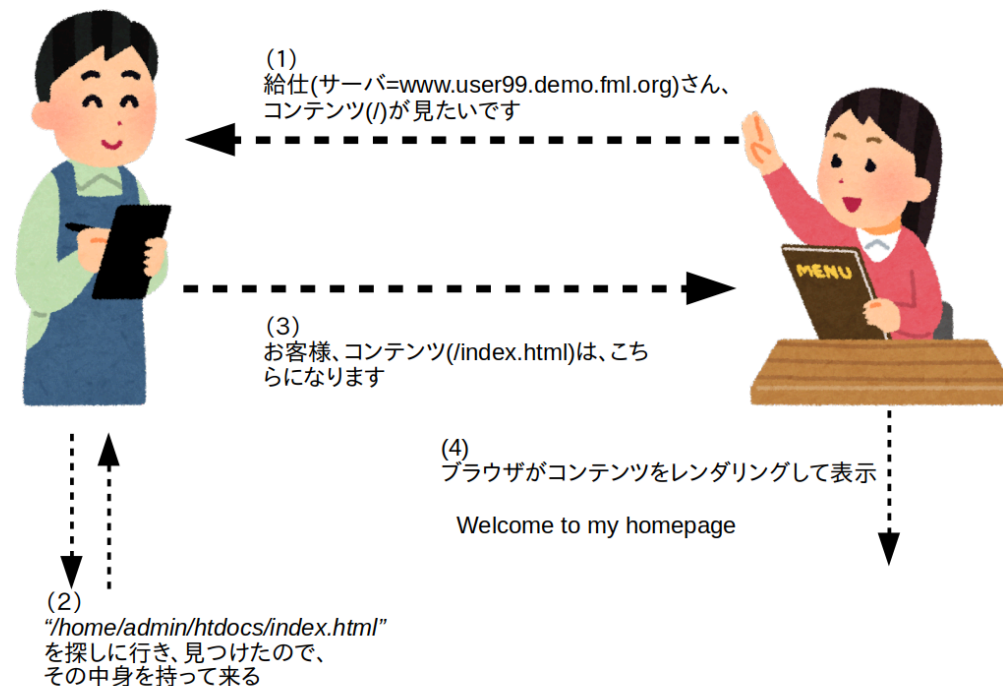 (1)
給仕(サーバ=www.user99.demo.fml.org)さん、
コンテンツ(/)が見たいです
MENU
（3）
お客様、コンテンツ(/index.html)は、こち
らになります
(4)
ブラウザがコンテンツをレンダリングして表示
Welcome to my homepage
（2）
“/home/admin/htdocs/index.html”
を探しに行き、見つけたので、
その中身を持って来る